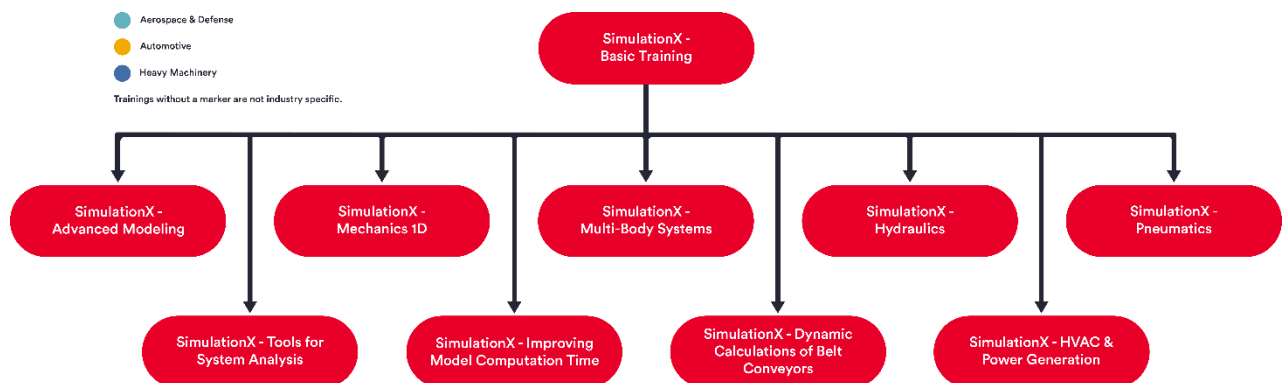 Aerospace & Defense
Automotive
Heavy Machinery
Trainings without a marker are not industry specific.
SimulationX -
Basic Training
SimulationX -
Advanced Modeling
SimulationX -
Mechanics 1D
SimulationX -
Multi-Body Systems
SimulationX -
Hydraulics
SimulationX -
Pneumatics
SimulationX - Tools for
System Analysis
SimulationX - Improving
Model Computation Time
SimulationX - Dynamic
Calculations of Belt
Conveyors
SimulationX - HVAC &
Power Generation